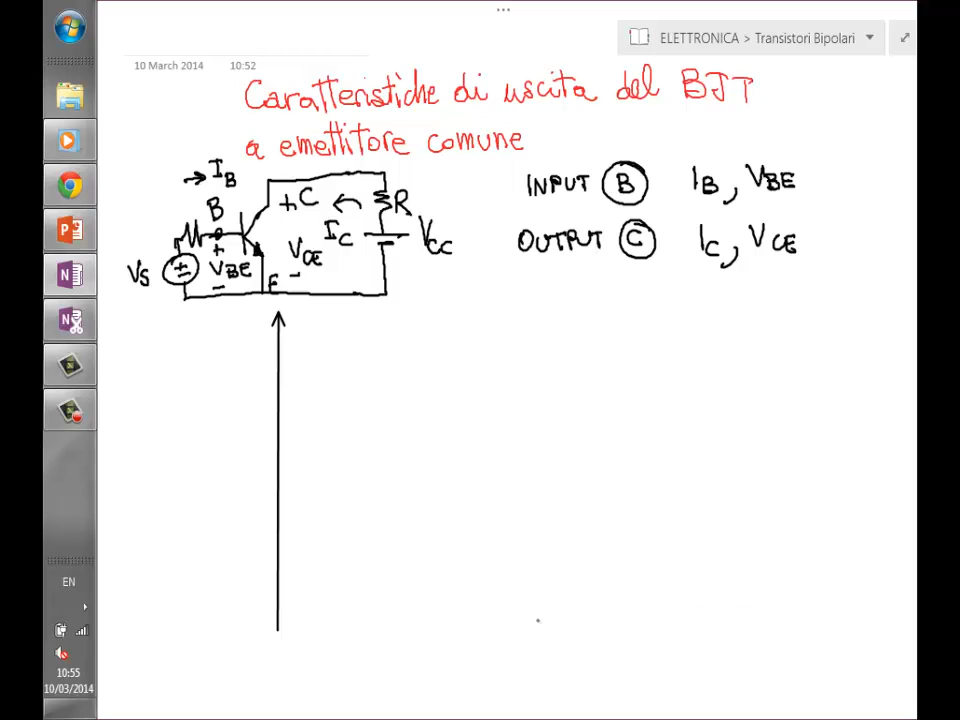 ELETTRONICA > Transistori Bipolari
10 March 2014 10:52
Caratteristiche di uscita del BJT
a emettitore comune
INPUT B IB, VBE
OUTPUT C IC, VCE
IB
B
+ C
R
IC
VCC
VCE
-
+
VBE
-
VS
+
E
EN
10:55
10/03/2014